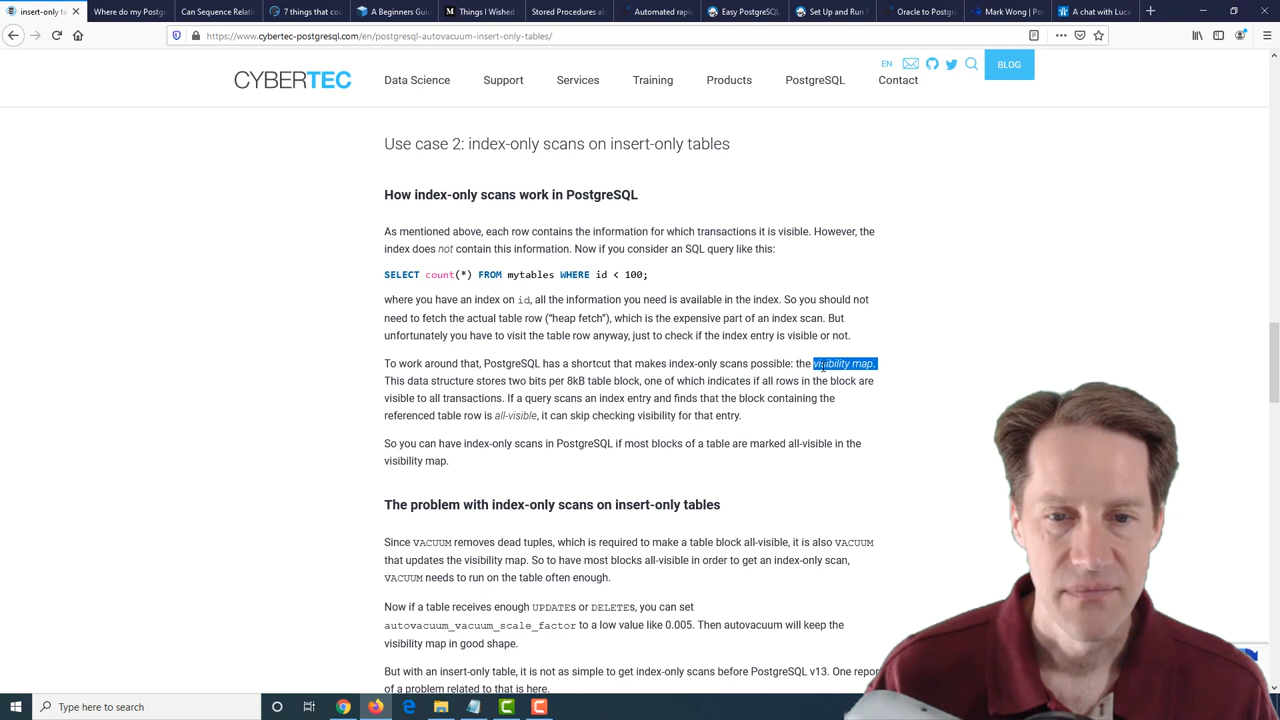 insert-only ta
Where do my Postg
Can Sequence Relat
7 things that coul
A Beginners Guid
Things I Wished
Stored Procedures al
Automated rapi
Easy PostgreSQL
Set Up and Run P
Oracle to Postg
Mark Wong | Po
A chat with Luca
https://www.cybertec-postgresql.com/en/postgresql-autovacuum-insert-only-tables/
EN
BLOG
CYBERTEC
Data Science
Support
Services
Training
Products
PostgreSQL
Contact
Use case 2: index-only scans on insert-only tables
How index-only scans work in PostgreSQL
As mentioned above, each row contains the information for which transactions it is visible. However, the
index does not contain this information. Now if you consider an SQL query like this:
SELECT count(*) FROM mytables WHERE id < 100;
where you have an index on id, all the information you need is available in the index. So you should not
need to fetch the actual table row (“heap fetch”), which is the expensive part of an index scan. But
unfortunately you have to visit the table row anyway, just to check if the index entry is visible or not.
To work around that, PostgreSQL has a shortcut that makes index-only scans possible: the visibility map.
This data structure stores two bits per 8kB table block, one of which indicates if all rows in the block are
visible to all transactions. If a query scans an index entry and finds that the block containing the
referenced table row is all-visible, it can skip checking visibility for that entry.
So you can have index-only scans in PostgreSQL if most blocks of a table are marked all-visible in the
visibility map.
The problem with index-only scans on insert-only tables
Since VACUUM removes dead tuples, which is required to make a table block all-visible, it is also VACUUM
that updates the visibility map. So to have most blocks all-visible in order to get an index-only scan,
VACUUM needs to run on the table often enough.
Now if a table receives enough UPDATEs or DELETEs, you can set
autovacuum_vacuum_scale_factor to a low value like 0.005. Then autovacuum will keep the
visibility map in good shape.
But with an insert-only table, it is not as simple to get index-only scans before PostgreSQL v13. One repor
of a problem related to that is here.
Type here to search